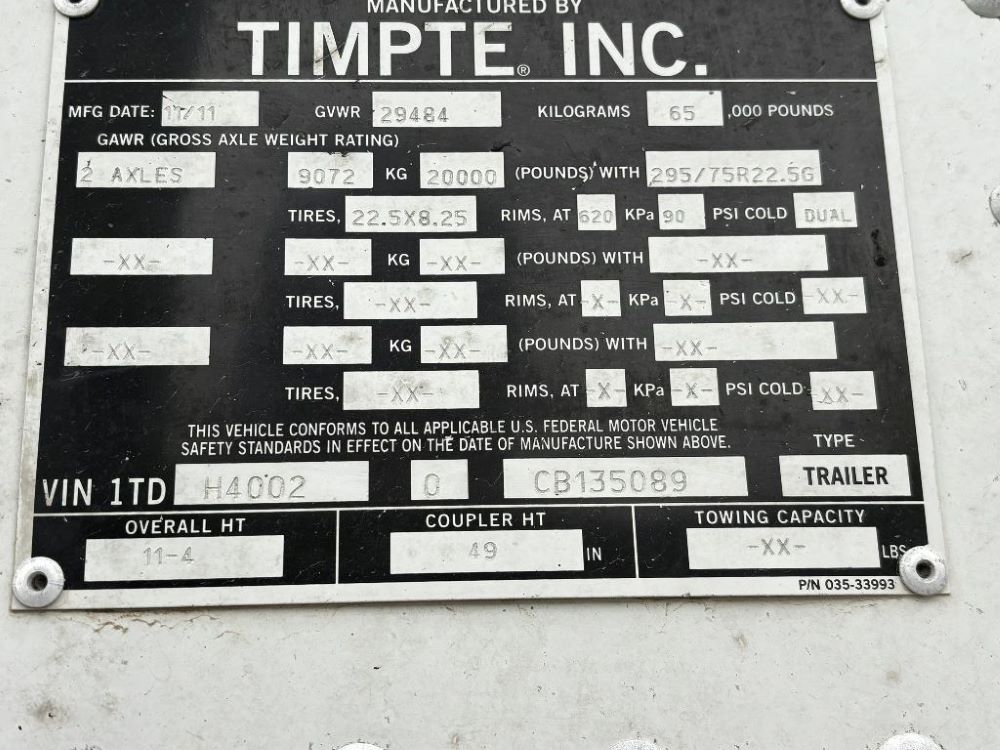 MANUFACTURED BY
TIMPTE® INC.
MFG DATE: 11/11 GVWR 29484 KILOGRAMS 65 ,000 POUNDS
GAWR (GROSS AXLE WEIGHT RATING)
2 AXLES 9072 KG 20000 (POUNDS) WITH 295/75R22.5G
TIRES, 22.5X8.25 RIMS, AT 620 KPa 90 PSI COLD DUAL
-XX- -XX- KG -XX- (POUNDS) WITH -XX-
TIRES, -XX- RIMS, AT -X- KPa -X- PSI COLD -XX-
-XX- -XX- KG -XX- (POUNDS) WITH -XX-
TIRES, -XX- RIMS, AT -X- KPa -X- PSI COLD -XX-
THIS VEHICLE CONFORMS TO ALL APPLICABLE U.S. FEDERAL MOTOR VEHICLE
SAFETY STANDARDS IN EFFECT ON THE DATE OF MANUFACTURE SHOWN ABOVE.
TYPE
VIN 1TD H4002 0 CB135089 TRAILER
OVERALL HT COUPLER HT TOWING CAPACITY
11-4 49 IN -XX- LBS
P/N 035-33993